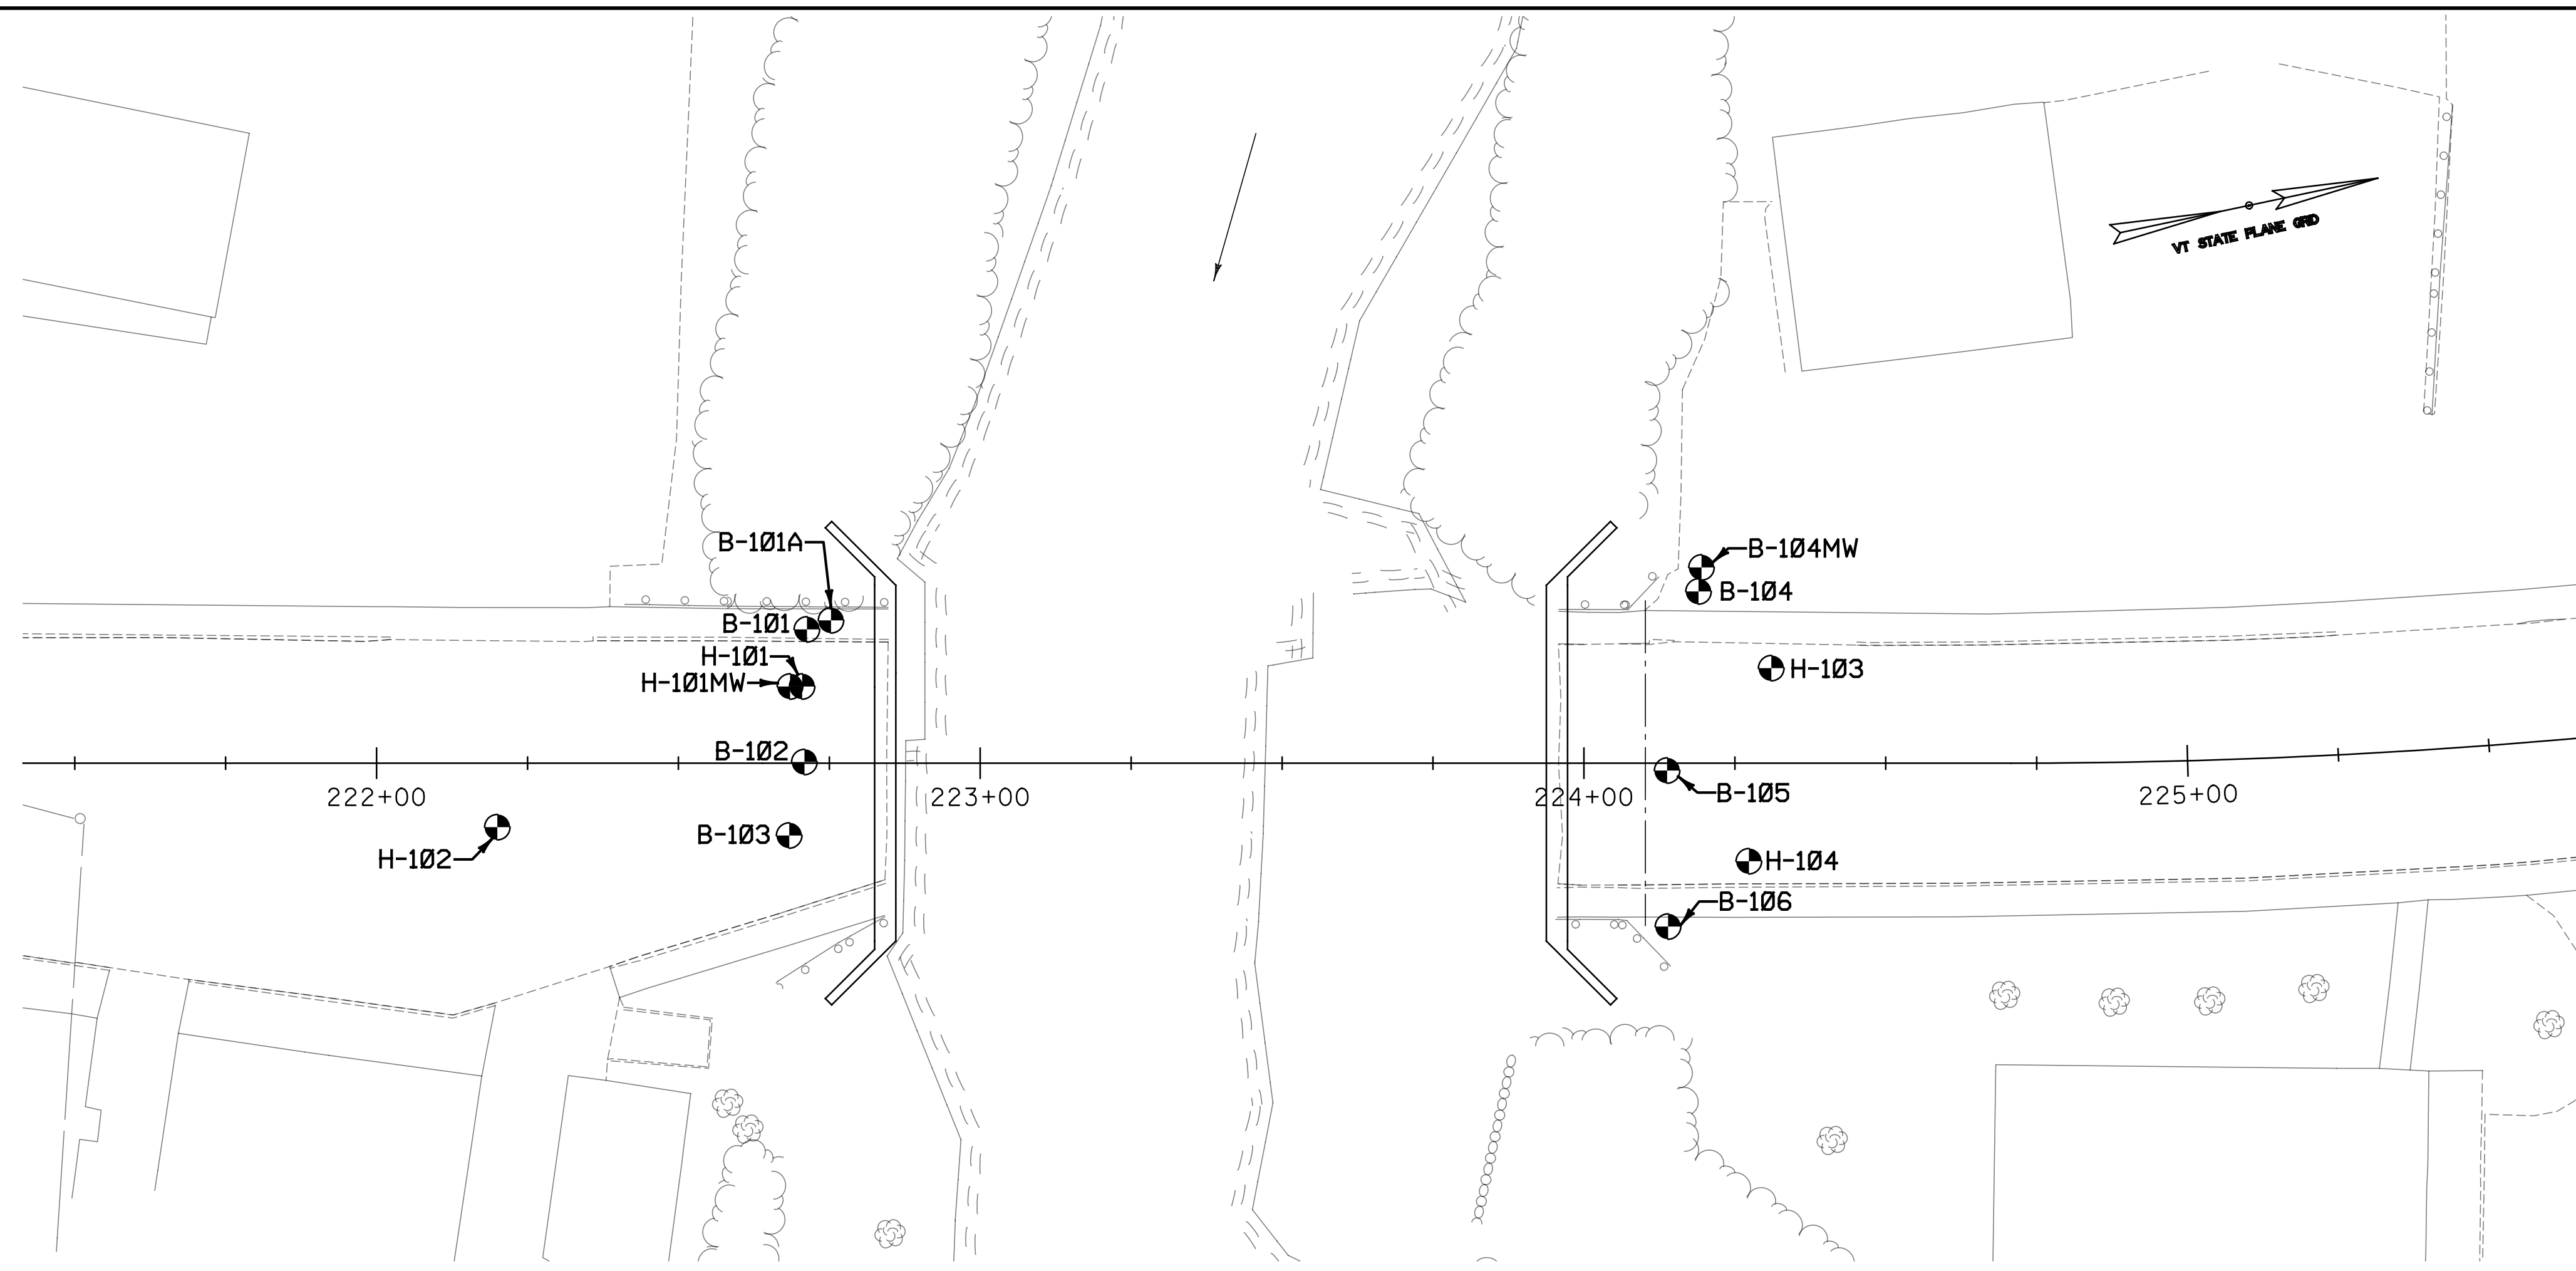 VT STATE PLANE GRID
B-1Ø1A
B-1Ø4MW
B-1Ø4
B-1Ø1
H-1Ø1
H-1Ø3
H-1Ø1MW
B-1Ø2
B-1Ø5
222+00
223+00
224+00
225+00
B-1Ø3
H-1Ø2
H-1Ø4
B-1Ø6